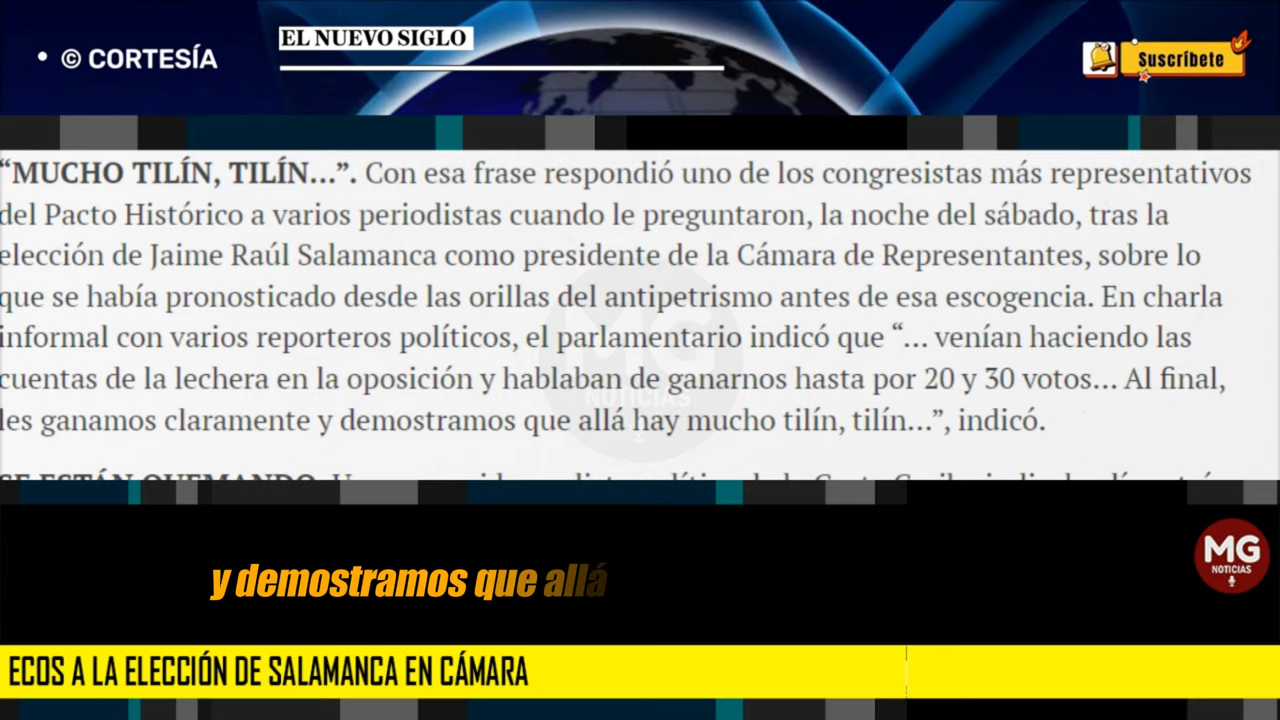 • © CORTESÍA
EL NUEVO SIGLO
Suscríbete
“MUCHO TILÍN, TILÍN...”. Con esa frase respondió uno de los congresistas más representativos
del Pacto Histórico a varios periodistas cuando le preguntaron, la noche del sábado, tras la
elección de Jaime Raúl Salamanca como presidente de la Cámara de Representantes, sobre lo
que se había pronosticado desde las orillas del antipetrismo antes de esa escogencia. En charla
informal con varios reporteros políticos, el parlamentario indicó que “... venían haciendo las
cuentas de la lechera en la oposición y hablaban de ganarnos hasta por 20 y 30 votos... Al final,
les ganamos claramente y demostramos que allá hay mucho tilín, tilín...”, indicó.
SE ESTÁN QUEMANDO.
MG
NOTICIAS
y demostramos que allá
MG
NOTICIAS
ECOS A LA ELECCIÓN DE SALAMANCA EN CÁMARA